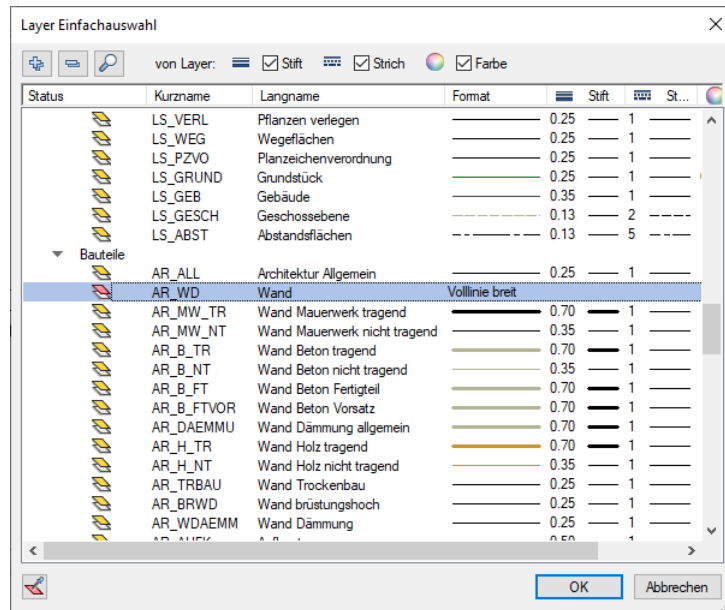 Layer Einfachauswahl
von Layer: Stift Strich Farbe
Status Kurzname Langname Format Stift St...
LS_VERL Pflanzen verlegen 0.25 1
LS_WEG Wegeflächen 0.25 1
LS_PZVO Planzeichenverordnung 0.25 1
LS_GRUND Grundstück 0.25 1
LS_GEB Gebäude 0.35 1
LS_GESCH Geschossebene 0.13 2
LS_ABST Abstandsflächen 0.13 5
Bauteile
AR_ALL Architektur Allgemein 0.25 1
AR_WD Wand Volllinie breit
AR_MW_TR Wand Mauerwerk tragend 0.70 1
AR_MW_NT Wand Mauerwerk nicht tragend 0.35 1
AR_B_TR Wand Beton tragend 0.70 1
AR_B_NT Wand Beton nicht tragend 0.35 1
AR_B_FT Wand Beton Fertigteil 0.70 1
AR_B_FTVOR Wand Beton Vorsatz 0.70 1
AR_DAEMMU Wand Dämmung allgemein 0.70 1
AR_H_TR Wand Holz tragend 0.70 1
AR_H_NT Wand Holz nicht tragend 0.35 1
AR_TRBAU Wand Trockenbau 0.25 1
AR_BRWD Wand brüstungshoch 0.25 1
AR_WDAEMM Wand Dämmung 0.25 1
OK Abbrechen